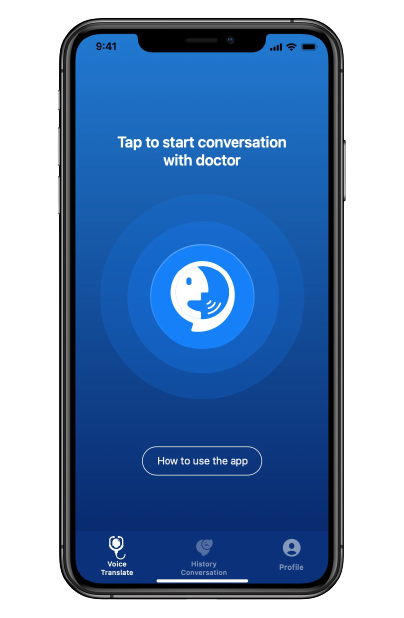 9:41
Tap to start conversation
with doctor
How to use the app
Voice
Translate
History
Conversation
Profile